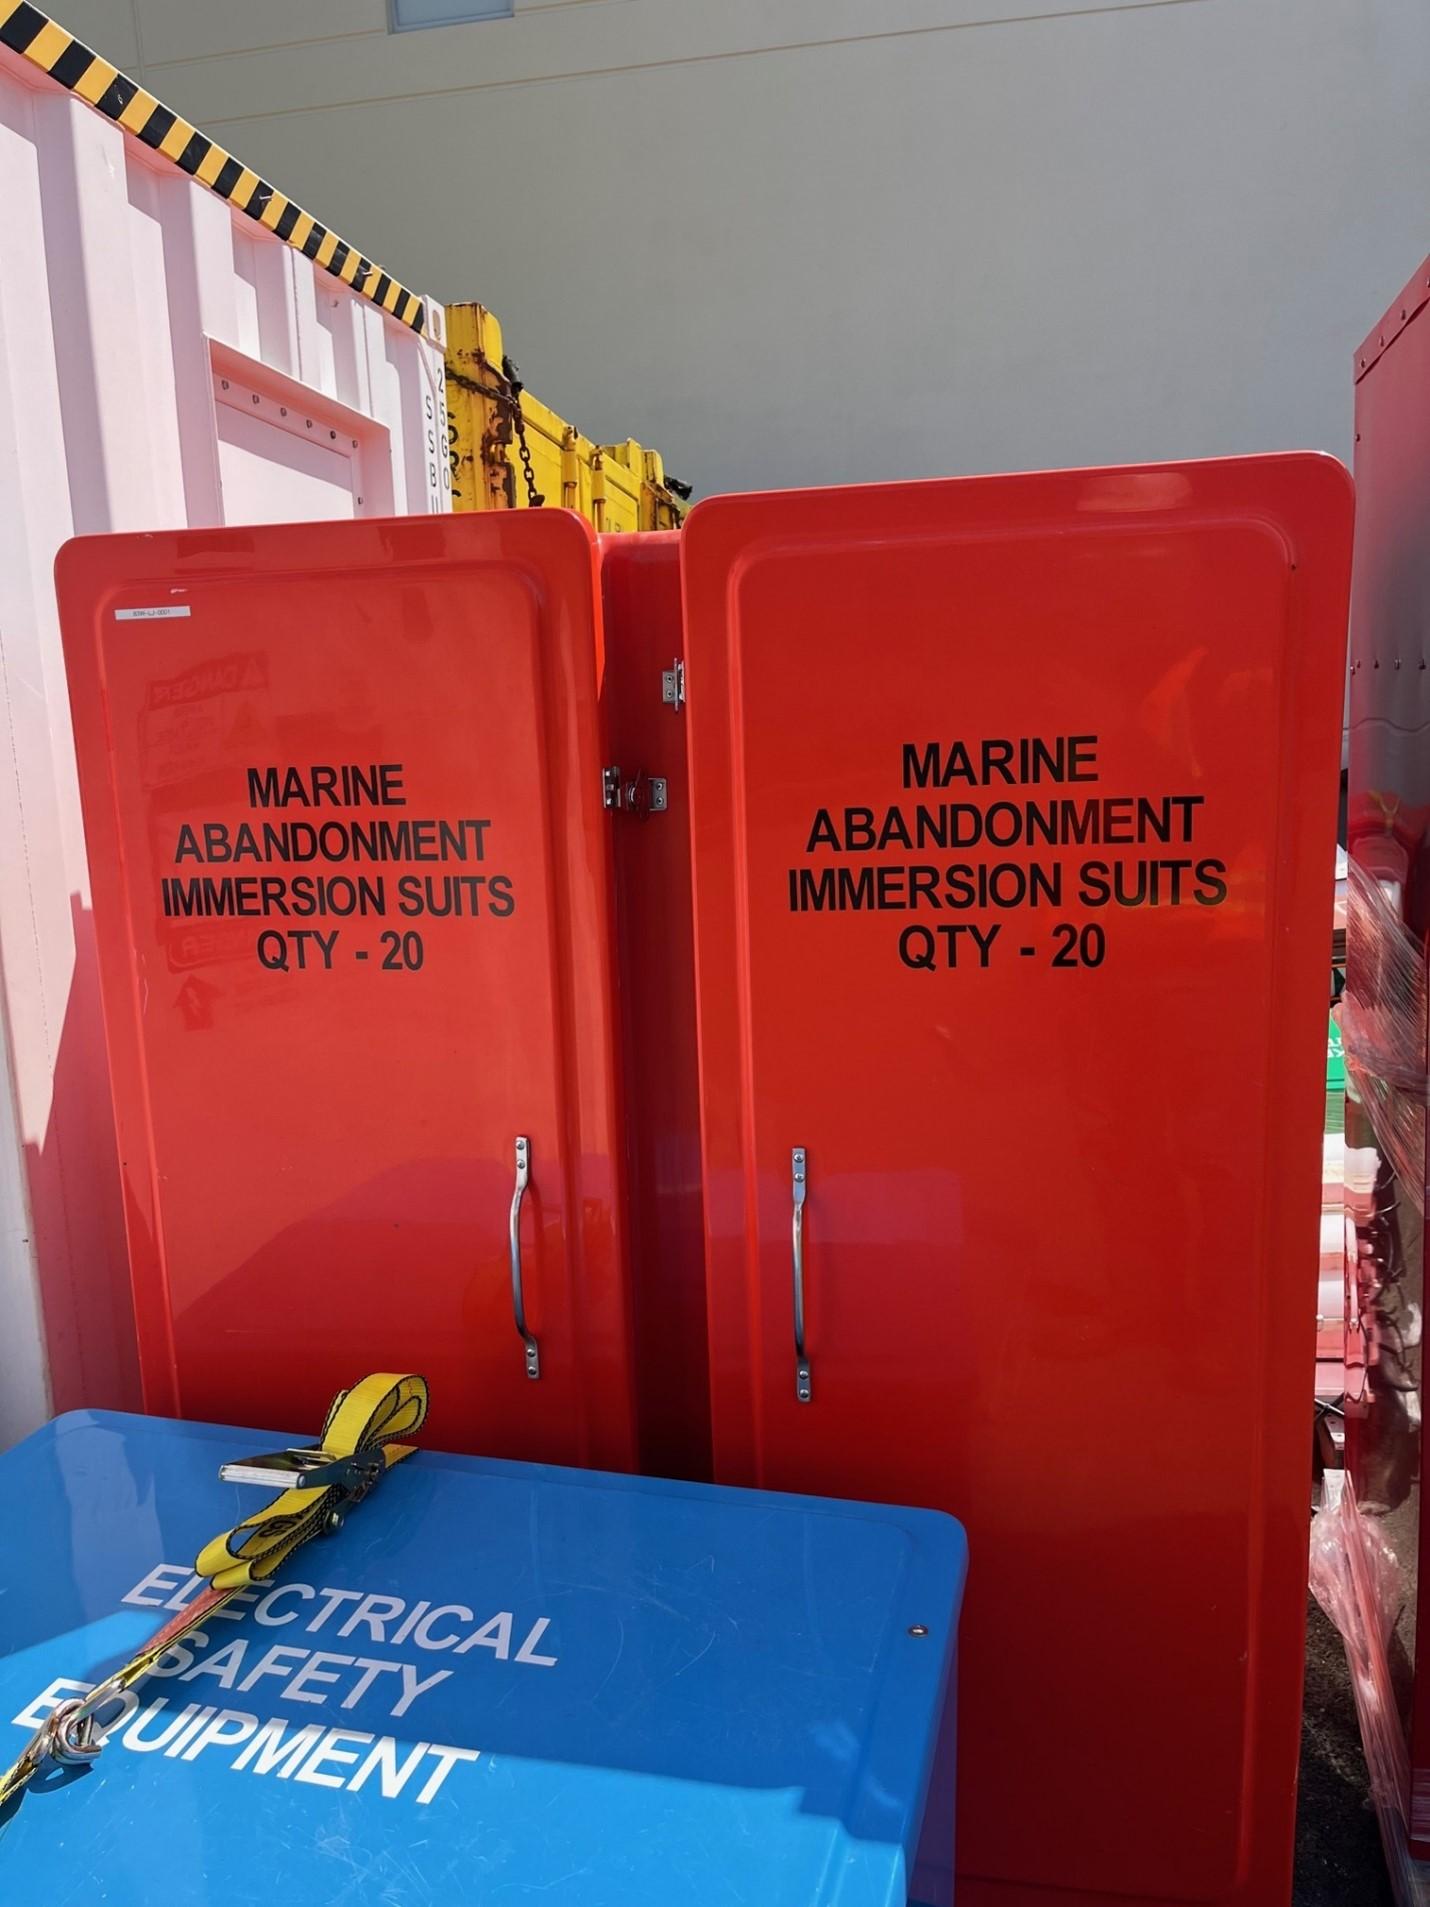 MARINE
ABANDONMENT
IMMERSION SUITS
QTY - 20
MARINE
ABANDONMENT
IMMERSION SUITS
QTY - 20
ELECTRICAL
SAFETY
EQUIPMENT